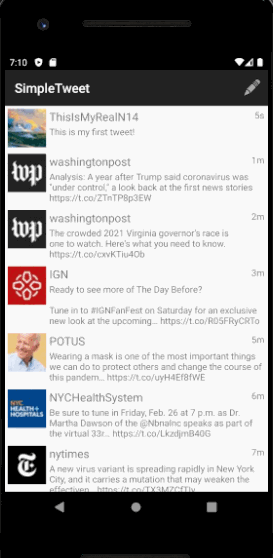 7:10
SimpleTweet
ThisIsMyRealN14 5s
This is my first tweet!
washingtonpost 1m
Analysis: A year after Trump said coronavirus was
"under control," a look back at the first news stories
https://t.co/ZTnTP8p3EW
washingtonpost 2m
The crowded 2021 Virginia governor's race is
one to watch. Here's what you need to know.
https://t.co/cxvKTiu4Ob
IGN 3m
Ready to see more of The Day Before?
Tune in to #IGNFanFest on Saturday for an exclusive
new look at the upcoming… https://t.co/R05FRyCRTo
POTUS 5m
Wearing a mask is one of the most important things
we can do to protect others and change the course of
this pandem… https://t.co/uyH4Ef8fWE
NYC
HEALTH+
HOSPITALS
NYCHealthSystem 6m
Be sure to tune in Friday, Feb. 26 at 7 p.m. as Dr.
Martha Dawson of the @NbnaInc speaks as part of
the virtual 33r… https://t.co/LkzdjmB40G
nytimes 7m
A new virus variant is spreading rapidly in New York
City, and it carries a mutation that may weaken the
effectiven… https://t.co/TX3MZCfTIy